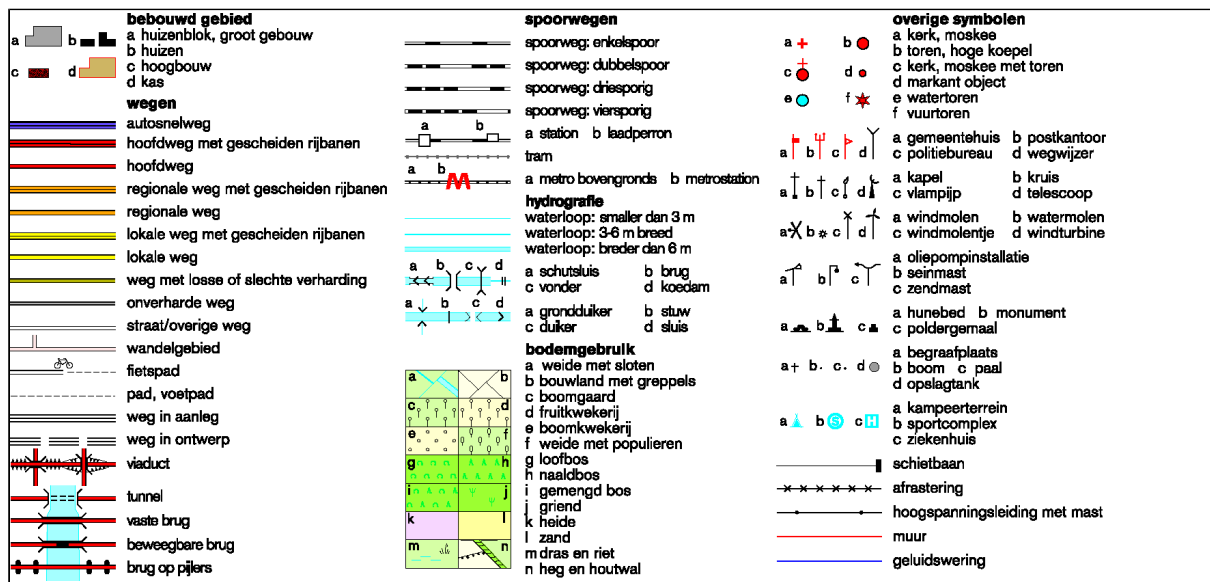 bebouwd gebied
a huizenblok, groot gebouw
b huizen
c hoogbouw
d kas
a b
c d
wegen
autosnelweg
hoofdweg met gescheiden rijbanen
hoofdweg
regionale weg met gescheiden rijbanen
regionale weg
lokale weg met gescheiden rijbanen
lokale weg
weg met losse of slechte verharding
onverharde weg
straat/overige weg
wandelgebied
fietspad
pad, voetpad
weg in aanleg
weg in ontwerp
viaduct
tunnel
vaste brug
beweegbare brug
brug op pijlers
spoorwegen
spoorweg: enkelspoor
spoorweg: dubbelspoor
spoorweg: driesporig
spoorweg: viersporig
a b
a station b laadperron
tram
a b
M
a metro bovengronds b metrostation
hydrografie
waterloop: smaller dan 3 m
waterloop: 3-6 m breed
waterloop: breder dan 6 m
a b c d
a schutsluis b brug
c vonder d koedam
a b c d
a grondduiker b stuw
c duiker d sluis
bodemgebruik
a weide met sloten
b bouwland met greppels
c boomgaard
d fruitkwekerij
e boomkwekerij
f weide met populieren
g loofbos
h naaldbos
i gemengd bos
j griend
k heide
l zand
m dras en riet
n heg en houtwal
a b
c d
e f
g h
i j
k l
m n
overige symbolen
a b
c d
e f
a kerk, moskee
b toren, hoge koepel
c kerk, moskee met toren
d markant object
e watertoren
f vuurtoren
a b c d
a gemeentehuis b postkantoor
c politiebureau d wegwijzer
a b c d
a kapel b kruis
c vlampijp d telescoop
a b c d
a windmolen b watermolen
c windmolentje d windturbine
a b c
a oliepompinstallatie
b seinmast
c zendmast
a b c
a hunebed b monument
c poldergemaal
a b. c. d
a begraafplaats
b boom c paal
d opslagtank
a b S c H
a kampeerterrein
b sportcomplex
c ziekenhuis
schietbaan
afrastering
hoogspanningsleiding met mast
muur
geluidswering